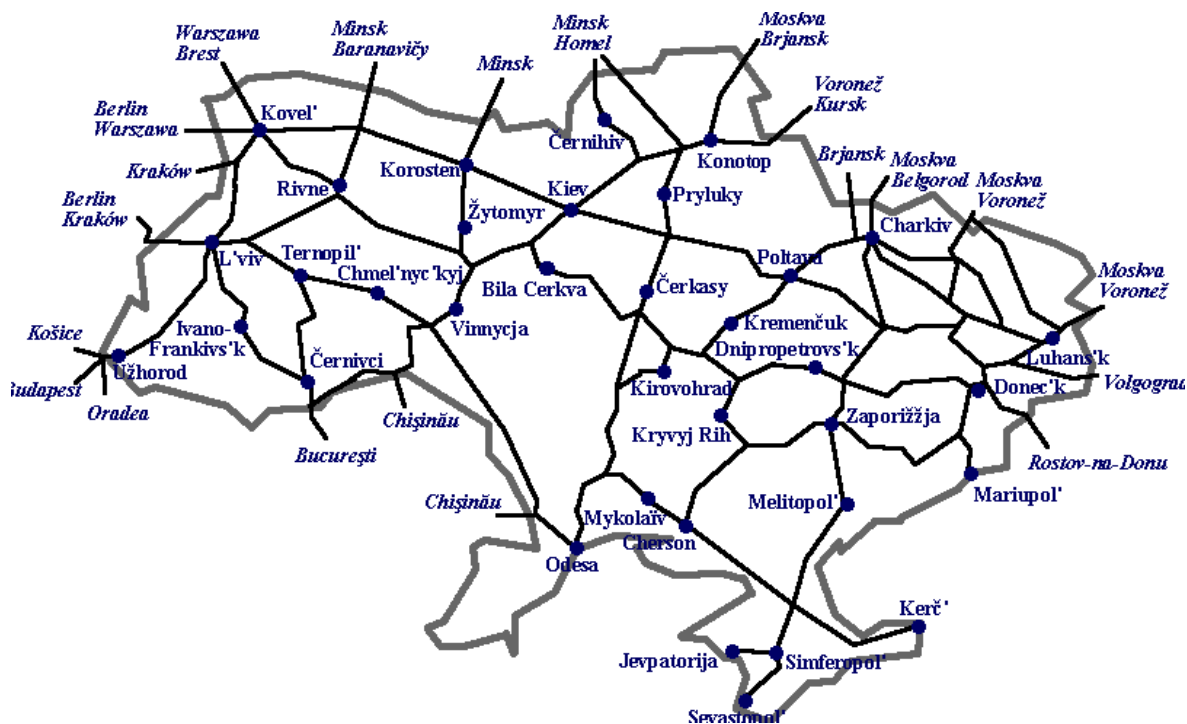 Warszawa
Brest
Minsk
Baranavičy
Minsk
Minsk
Homel
Moskva
Brjansk
Voronež
Kursk
Berlin
Warszawa
Kovel'
Černihiv
Konotop
Kraków
Rivne
Korosten
Kiev
Pryluky
Brjansk
Moskva
Belgorod
Moskva
Voronež
Berlin
Kraków
Žytomyr
Charkiv
L'viv
Ternopil'
Chmel'nyc'kyj
Bila Cerkva
Čerkasy
Poltava
Moskva
Voronež
Košice
Ivano-
Frankivs'k
Vinnycja
Kremenčuk
Dnipropetrovs'k
Luhans'k
Užhorod
Černivci
Kirovohrad
Donec'k
Volgograd
Budapest
Oradea
Chişinău
Kryvyj Rih
Zaporižžja
Bucureşti
Rostov-na-Donu
Chişinău
Mykolaïv
Melitopol'
Mariupol'
Cherson
Odesa
Kerč'
Jevpatorija
Simferopol'
Sevastopol'